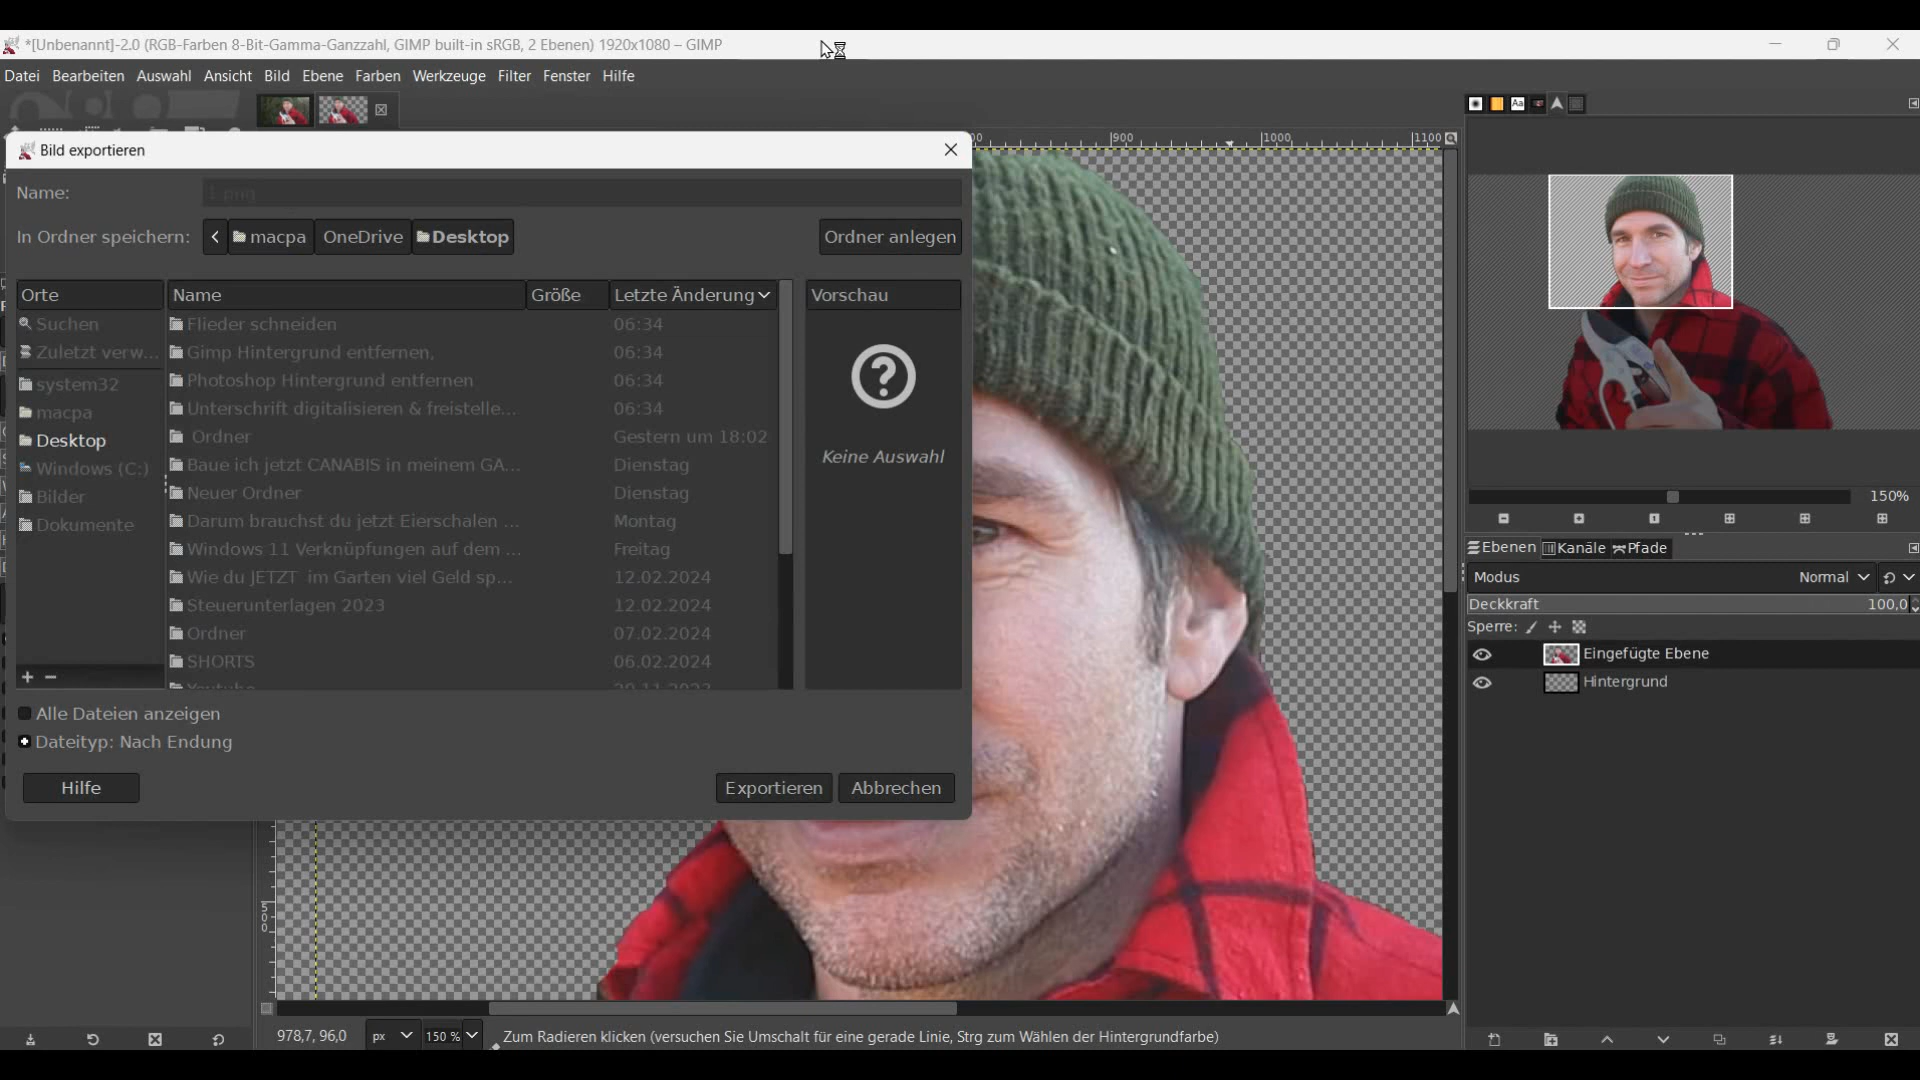 *[Unbenannt]-2.0 (RGB-Farben 8-Bit-Gamma-Ganzzahl, GIMP built-in sRGB, 2 Ebenen) 1920x1080 – GIMP
Datei Bearbeiten Auswahl Ansicht Bild Ebene Farben Werkzeuge Filter Fenster Hilfe
Aa
Bild exportieren
Name: 1.png
In Ordner speichern: macpa OneDrive Desktop Ordner anlegen
Orte Name Größe Letzte Änderung Vorschau
Suchen Flieder schneiden 06:34
Zuletzt verw... Gimp Hintergrund entfernen, 06:34
system32 Photoshop Hintergrund entfernen 06:34
macpa Unterschrift digitalisieren & freistelle... 06:34
Desktop Ordner Gestern um 18:02
Windows (C:) Baue ich jetzt CANABIS in meinem GA... Dienstag
Bilder Neuer Ordner Dienstag
Dokumente Darum brauchst du jetzt Eierschalen ... Montag
Windows 11 Verknüpfungen auf dem ... Freitag
Wie du JETZT im Garten viel Geld sp... 12.02.2024
Steuerunterlagen 2023 12.02.2024
Ordner 07.02.2024
SHORTS 06.02.2024
Keine Auswahl
Alle Dateien anzeigen
Dateityp: Nach Endung
Hilfe Exportieren Abbrechen
900 1000 1100
500
150%
Ebenen Kanäle Pfade
Modus Normal
Deckkraft 100,0
Sperre:
Eingefügte Ebene
Hintergrund
978,7, 96,0 px 150 % Zum Radieren klicken (versuchen Sie Umschalt für eine gerade Linie, Strg zum Wählen der Hintergrundfarbe)